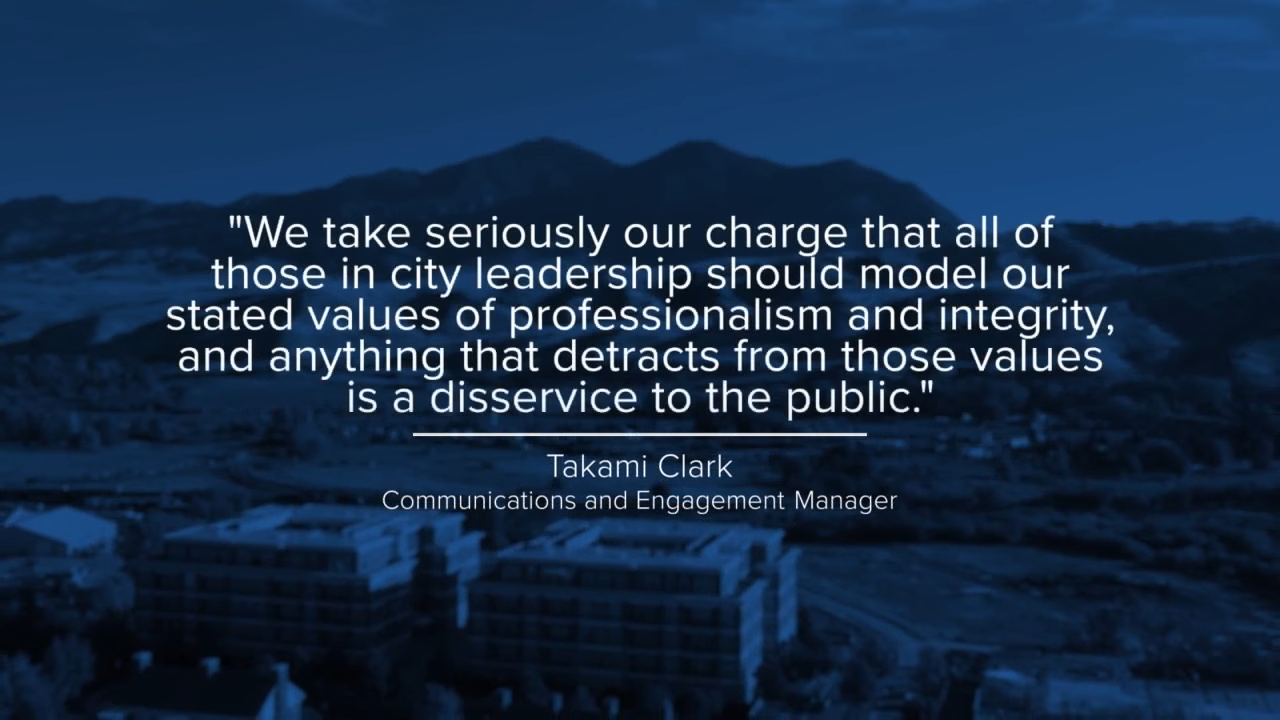 "We take seriously our charge that all of
those in city leadership should model our
stated values of professionalism and integrity,
and anything that detracts from those values
is a disservice to the public."
Takami Clark
Communications and Engagement Manager